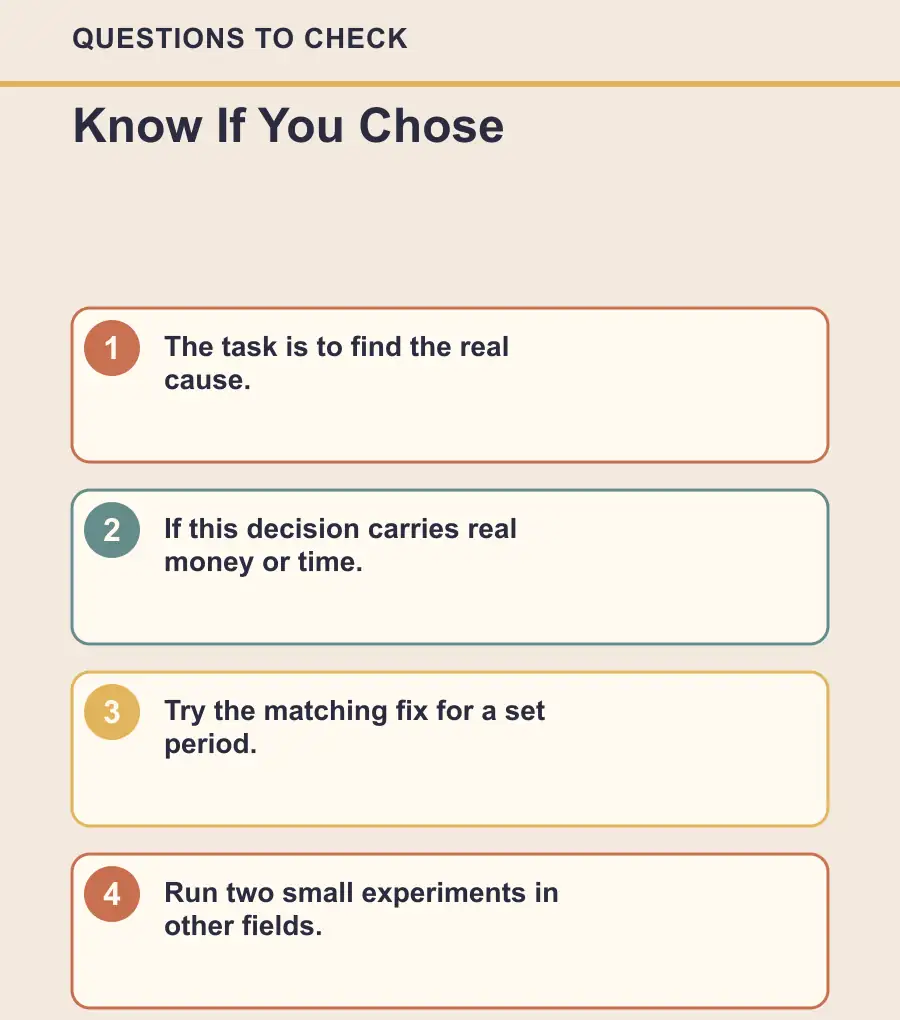 QUESTIONS TO CHECK
Know If You Chose
1
The task is to find the real
cause.
2
If this decision carries real
money or time.
3
Try the matching fix for a set
period.
4
Run two small experiments in
other fields.